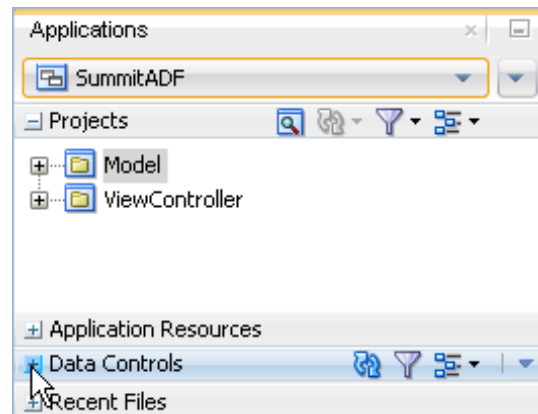 Applications
SummitADF
Projects
Model
ViewController
Application Resources
Data Controls
Recent Files